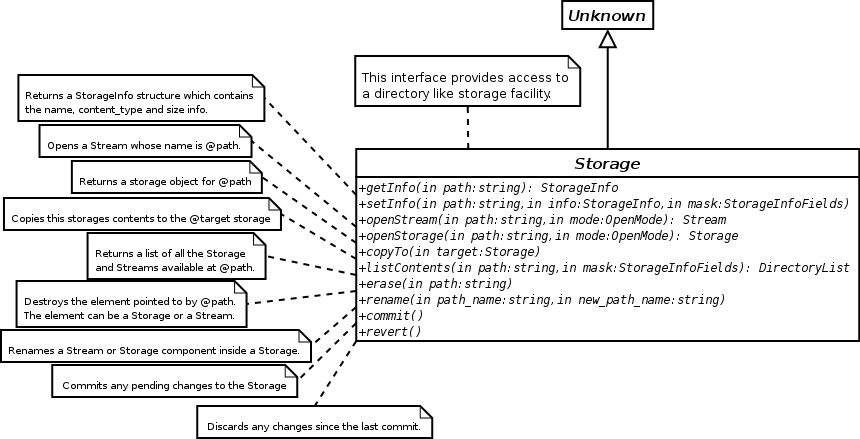 Unknown
This interface provides access to
a directory like storage facility.
Returns a StorageInfo structure which contains
the name, content_type and size info.
Opens a Stream whose name is @path.
Returns a storage object for @path
Copies this storages contents to the @target storage
Returns a list of all the Storage
and Streams available at @path.
Destroys the element pointed to by @path.
The element can be a Storage or a Stream.
Renames a Stream or Storage component inside a Storage.
Commits any pending changes to the Storage
Discards any changes since the last commit.
Storage
+getInfo(in path:string): StorageInfo
+setInfo(in path:string,in info:StorageInfo,in mask:StorageInfoFields)
+openStream(in path:string,in mode:OpenMode): Stream
+openStorage(in path:string,in mode:OpenMode): Storage
+copyTo(in target:Storage)
+listContents(in path:string,in mask:StorageInfoFields): DirectoryList
+erase(in path:string)
+rename(in path_name:string,in new_path_name:string)
+commit()
+revert()